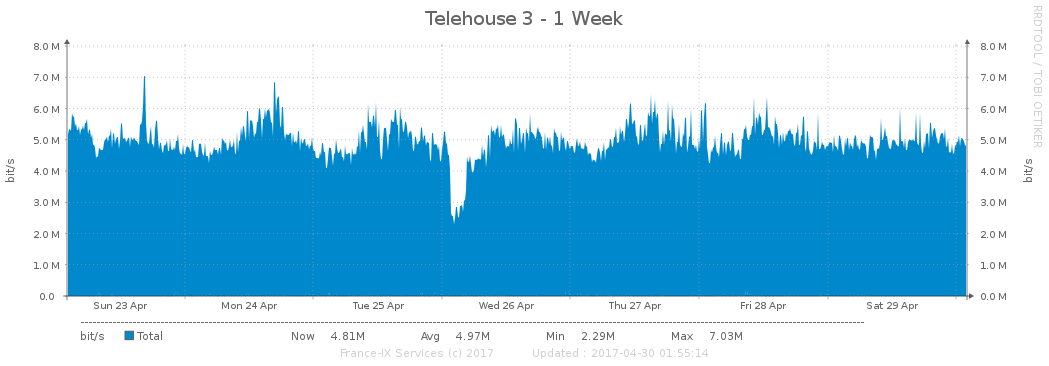 Telehouse 3 - 1 Week
RRDTOOL / TOBI OETIKER
8.0 M 8.0 M
7.0 M 7.0 M
6.0 M 6.0 M
5.0 M 5.0 M
4.0 M 4.0 M
3.0 M 3.0 M
2.0 M 2.0 M
1.0 M 1.0 M
0.0 0.0 M
bit/s bit/s
Sun 23 Apr Mon 24 Apr Tue 25 Apr Wed 26 Apr Thu 27 Apr Fri 28 Apr Sat 29 Apr
bit/s Total Now 4.81M Avg 4.97M Min 2.29M Max 7.03M
France-IX Services (c) 2017 Updated : 2017-04-30 01:55:14